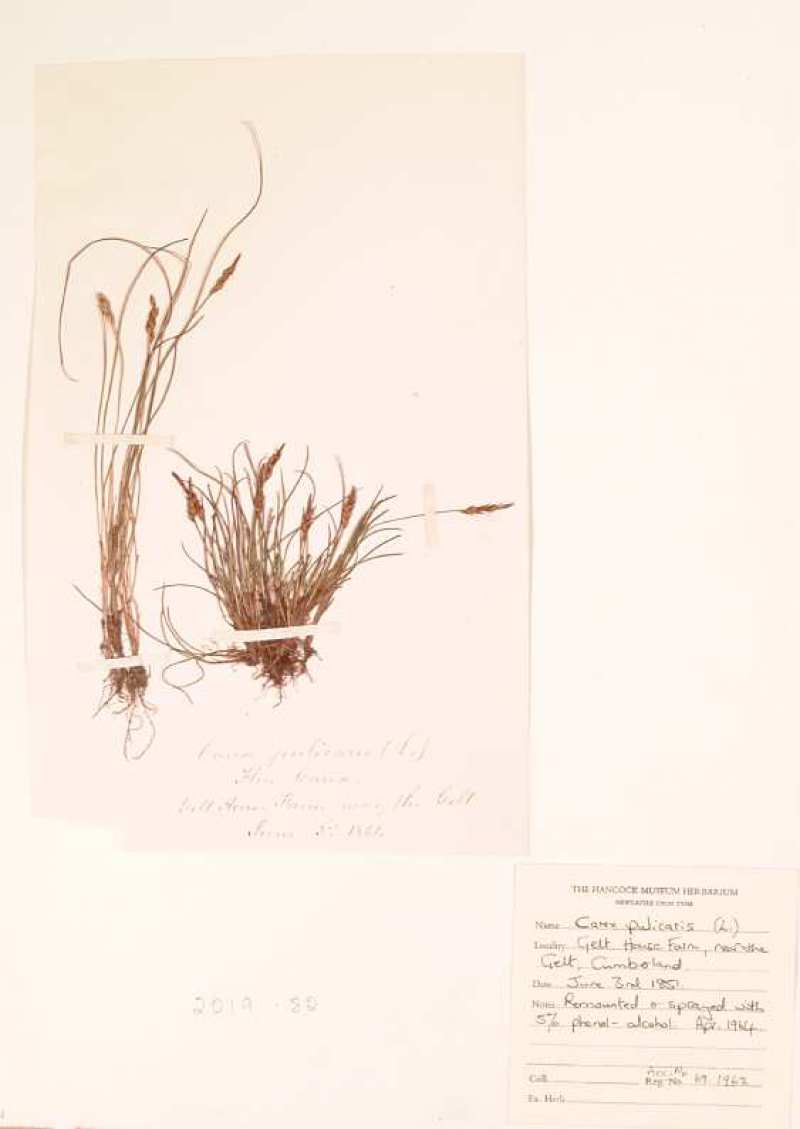 Carex pulicaris (L.)
Flea Carex.
Gelt House Farm near the Gelt
June 3rd 1851.
THE HANCOCK MUSEUM HERBARIUM
NEWCASTLE UPON TYNE
Name Carex pulicaris (L.)
Locality Gelt House Farm, near the
Gelt, Cumberland.
Date June 3rd 1851.
Notes Remounted & sprayed with
5% phenol-alcohol. Apr. 1964.
2019 · 80
Acc. No.
Coll. Reg. No. 67. 1962
Ex. Herb.